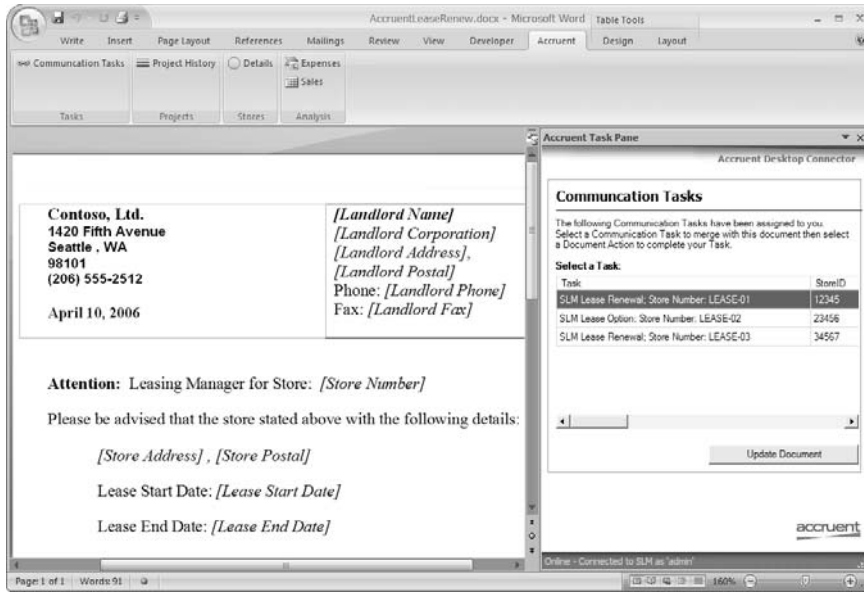 AccruentLeaseRenew.docx - Microsoft Word
Table Tools
Write Insert Page Layout References Mailings Review View Developer Accruent Design Layout
Communcation Tasks Project History Details Expenses
Sales
Tasks Projects Stores Analysis
Contoso, Ltd.
1420 Fifth Avenue
Seattle , WA
98101
(206) 555-2512
April 10, 2006
[Landlord Name]
[Landlord Corporation]
[Landlord Address],
[Landlord Postal]
Phone: [Landlord Phone]
Fax: [Landlord Fax]
Attention: Leasing Manager for Store: [Store Number]
Please be advised that the store stated above with the following details:
[Store Address] , [Store Postal]
Lease Start Date: [Lease Start Date]
Lease End Date: [Lease End Date]
Accruent Task Pane
Accruent Desktop Connector
Communcation Tasks
The following Communication Tasks have been assigned to you.
Select a Communication Task to merge with this document then select
a Document Action to complete your Task.
Select a Task:
Task StoreID
SLM Lease Renewal; Store Number: LEASE-01 12345
SLM Lease Option; Store Number: LEASE-02 23456
SLM Lease Renewal; Store Number: LEASE-03 34567
Update Document
accruent
Online - Connected to SLM as 'admin'
Page: 1 of 1 Words: 91 160%